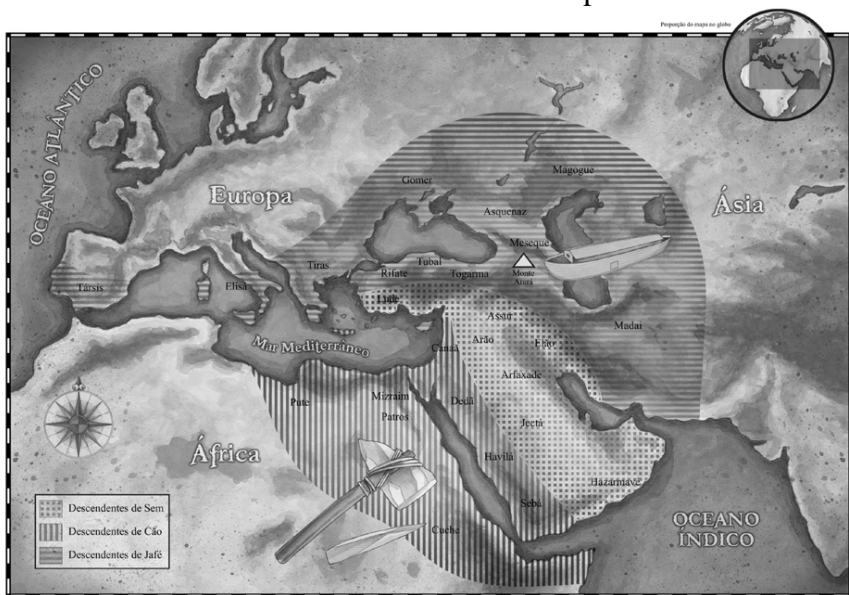 Proporção do mapa no globo
OCEANO ATLÂNTICO
Europa
Ásia
Gomer
Magogue
Asquenaz
Meseque
Tiras
Tubal
Rifate
Togarma
Monte
Társis
Elisá
Lude
Assur
Madai
Mar Mediterrâneo
Canaã
Arão
Elão
Arfaxade
Pute
Mizraim
Dedã
Patros
Jectã
África
Havilá
Hazarmavé
Sebá
Cuche
OCEANO
ÍNDICO
Descendentes de Sem
Descendentes de Cão
Descendentes de Jafé